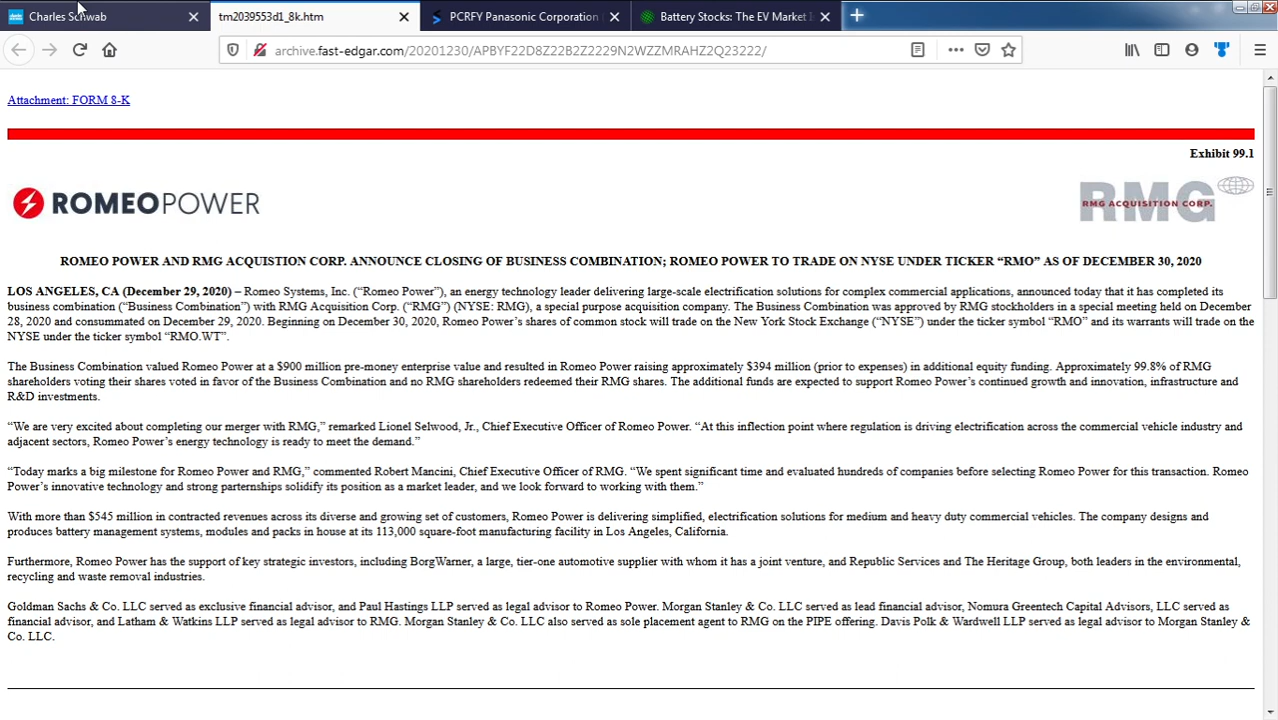 Charles Schwab
tm2039553d1_8k.htm
PCRFY Panasonic Corporation
Battery Stocks: The EV Market i
archive.fast-edgar.com/20201230/APBYF22D8Z22B2Z2229N2WZZMRAHZ2Q23222/
Attachment: FORM 8-K
Exhibit 99.1
ROMEOPOWER
RMG
RMG ACQUISITION CORP.
ROMEO POWER AND RMG ACQUISTION CORP. ANNOUNCE CLOSING OF BUSINESS COMBINATION; ROMEO POWER TO TRADE ON NYSE UNDER TICKER “RMO” AS OF DECEMBER 30, 2020
LOS ANGELES, CA (December 29, 2020) – Romeo Systems, Inc. (“Romeo Power”), an energy technology leader delivering large-scale electrification solutions for complex commercial applications, announced today that it has completed its
business combination (“Business Combination”) with RMG Acquisition Corp. (“RMG”) (NYSE: RMG), a special purpose acquisition company. The Business Combination was approved by RMG stockholders in a special meeting held on December
28, 2020 and consummated on December 29, 2020. Beginning on December 30, 2020, Romeo Power’s shares of common stock will trade on the New York Stock Exchange (“NYSE”) under the ticker symbol “RMO” and its warrants will trade on the
NYSE under the ticker symbol “RMO.WT”.
The Business Combination valued Romeo Power at a $900 million pre-money enterprise value and resulted in Romeo Power raising approximately $394 million (prior to expenses) in additional equity funding. Approximately 99.8% of RMG
shareholders voting their shares voted in favor of the Business Combination and no RMG shareholders redeemed their RMG shares. The additional funds are expected to support Romeo Power’s continued growth and innovation, infrastructure and
R&D investments.
“We are very excited about completing our merger with RMG,” remarked Lionel Selwood, Jr., Chief Executive Officer of Romeo Power. “At this inflection point where regulation is driving electrification across the commercial vehicle industry and
adjacent sectors, Romeo Power’s energy technology is ready to meet the demand.”
“Today marks a big milestone for Romeo Power and RMG,” commented Robert Mancini, Chief Executive Officer of RMG. “We spent significant time and evaluated hundreds of companies before selecting Romeo Power for this transaction. Romeo
Power’s innovative technology and strong parternships solidify its position as a market leader, and we look forward to working with them.”
With more than $545 million in contracted revenues across its diverse and growing set of customers, Romeo Power is delivering simplified, electrification solutions for medium and heavy duty commercial vehicles. The company designs and
produces battery management systems, modules and packs in house at its 113,000 square-foot manufacturing facility in Los Angeles, California.
Furthermore, Romeo Power has the support of key strategic investors, including BorgWarner, a large, tier-one automotive supplier with whom it has a joint venture, and Republic Services and The Heritage Group, both leaders in the environmental,
recycling and waste removal industries.
Goldman Sachs & Co. LLC served as exclusive financial advisor, and Paul Hastings LLP served as legal advisor to Romeo Power. Morgan Stanley & Co. LLC served as lead financial advisor, Nomura Greentech Capital Advisors, LLC served as
financial advisor, and Latham & Watkins LLP served as legal advisor to RMG. Morgan Stanley & Co. LLC also served as sole placement agent to RMG on the PIPE offering. Davis Polk & Wardwell LLP served as legal advisor to Morgan Stanley &
Co. LLC.